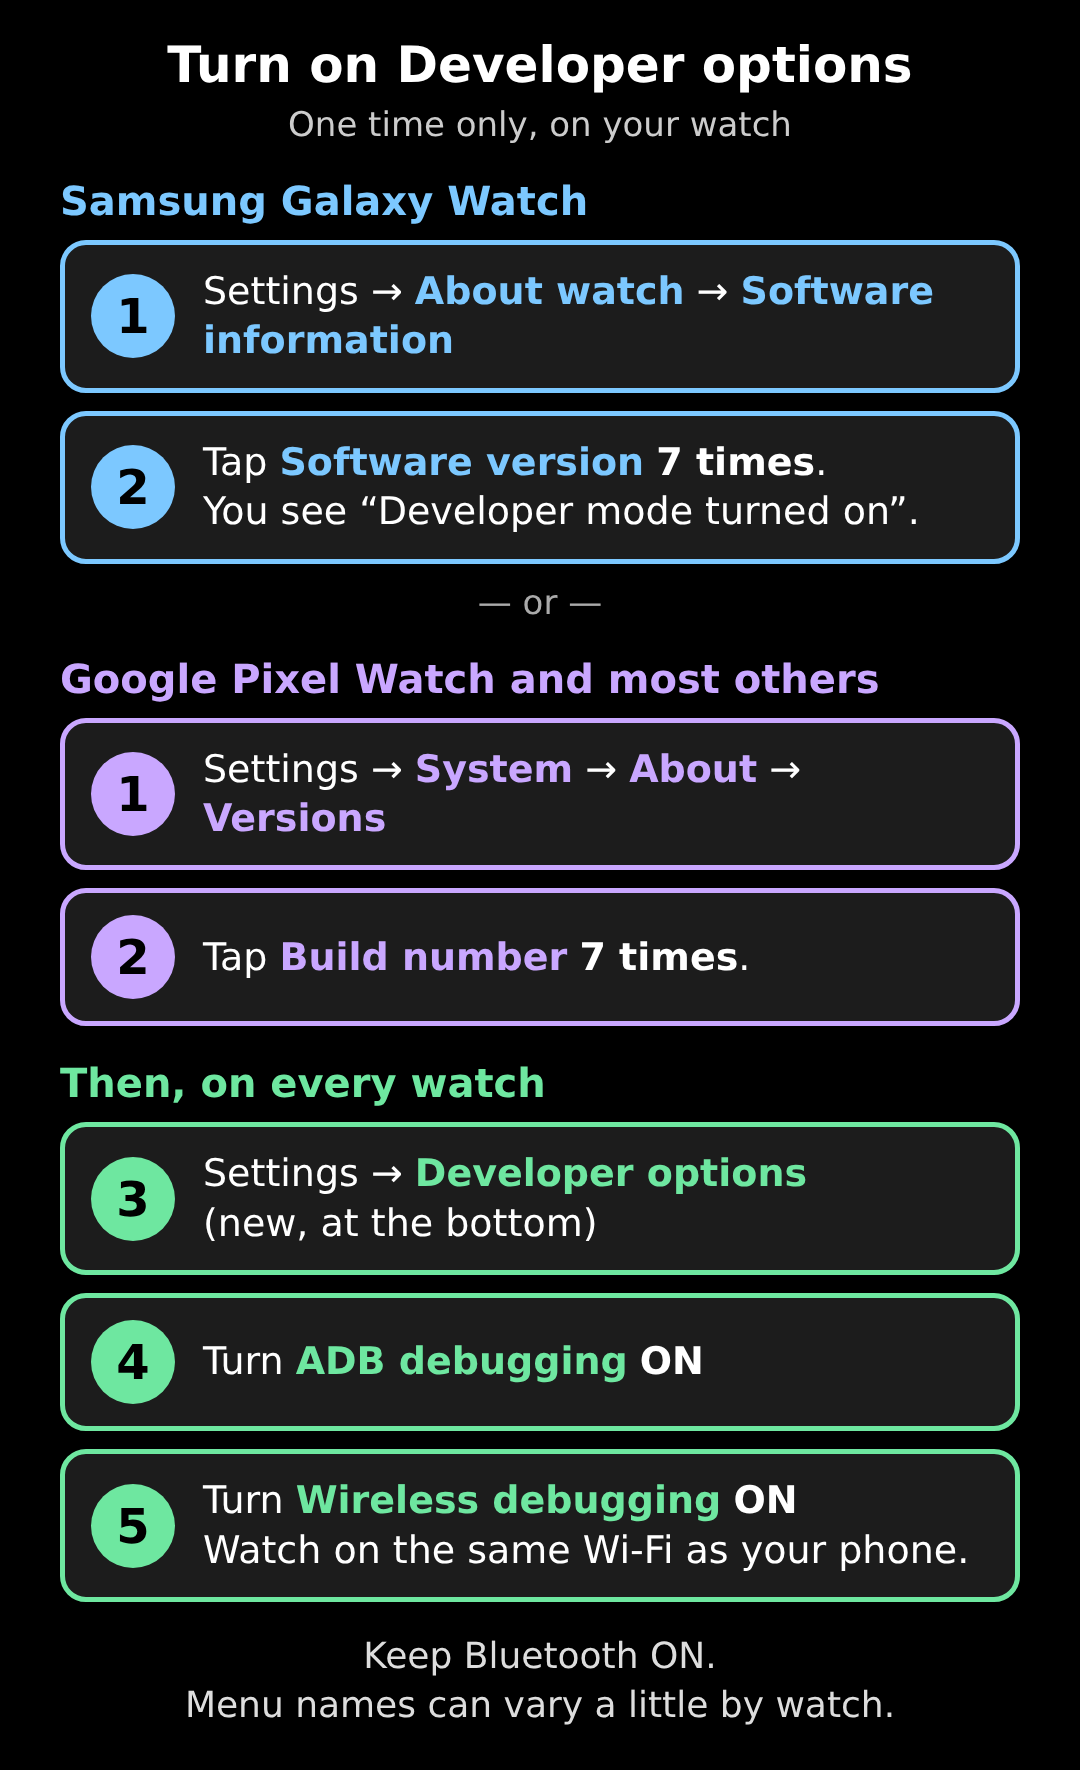 Turn on Developer options
One time only, on your watch
Samsung Galaxy Watch
1
Settings → About watch → Software
information
2
Tap Software version 7 times.
You see “Developer mode turned on”.
— or —
Google Pixel Watch and most others
1
Settings → System → About →
Versions
2
Tap Build number 7 times.
Then, on every watch
3
Settings → Developer options
(new, at the bottom)
4
Turn ADB debugging ON
5
Turn Wireless debugging ON
Watch on the same Wi-Fi as your phone.
Keep Bluetooth ON.
Menu names can vary a little by watch.